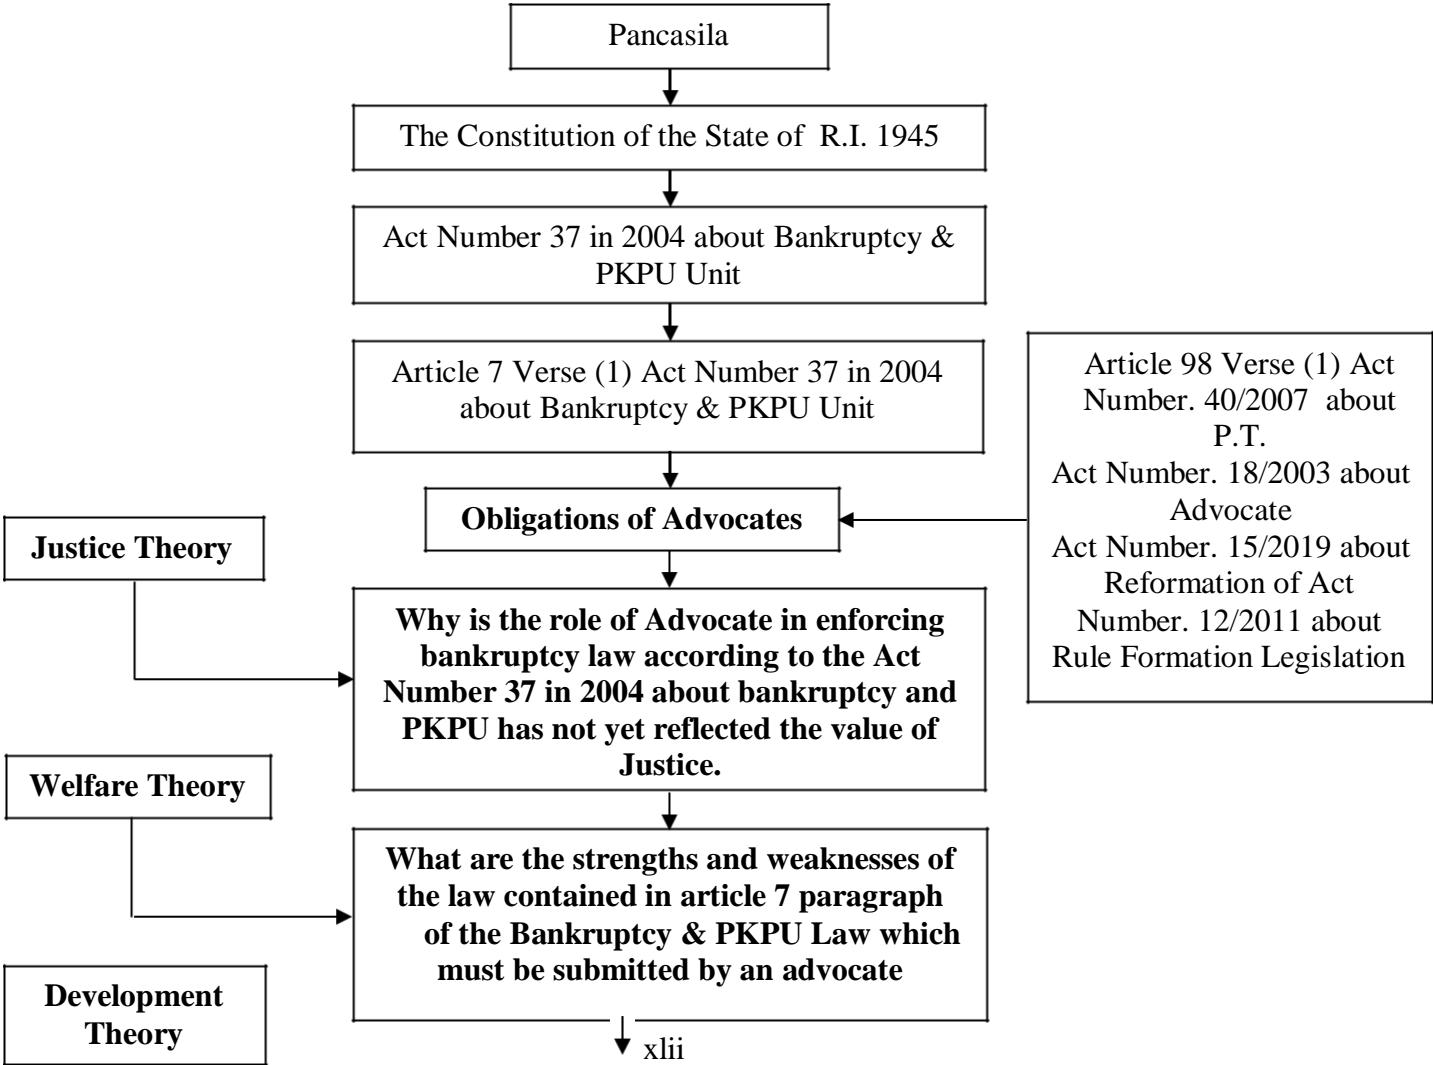 Pancasila
The Constitution of the State of R.I. 1945
Act Number 37 in 2004 about Bankruptcy &
PKPU Unit
Article 7 Verse (1) Act Number 37 in 2004
about Bankruptcy & PKPU Unit
Article 98 Verse (1) Act
Number. 40/2007 about
P.T.
Act Number. 18/2003 about
Advocate
Act Number. 15/2019 about
Reformation of Act
Number. 12/2011 about
Rule Formation Legislation
Obligations of Advocates
Justice Theory
Why is the role of Advocate in enforcing
bankruptcy law according to the Act
Number 37 in 2004 about bankruptcy and
PKPU has not yet reflected the value of
Justice.
Welfare Theory
What are the strengths and weaknesses of
the law contained in article 7 paragraph
of the Bankruptcy & PKPU Law which
must be submitted by an advocate
Development
Theory
xlii